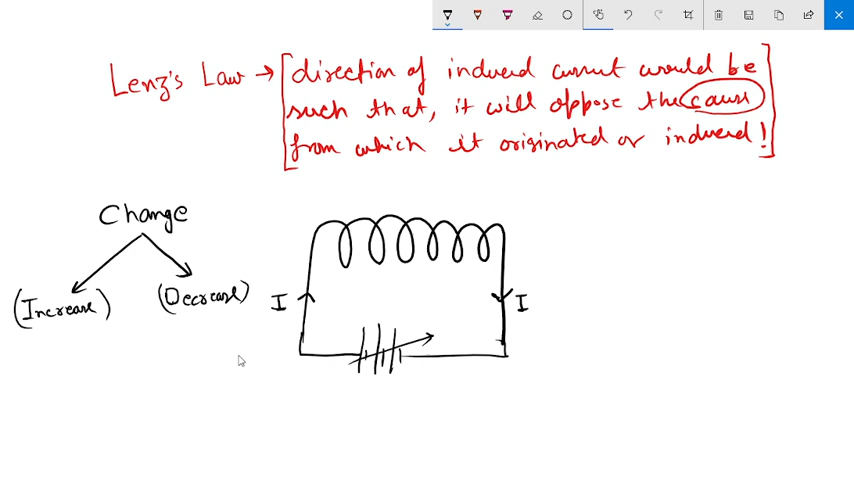 Lenz's Law → [direction of induced current would be
such that, it will oppose the cause
from which it originated or induced!]
Change
(Increase) (Decrease)
I I